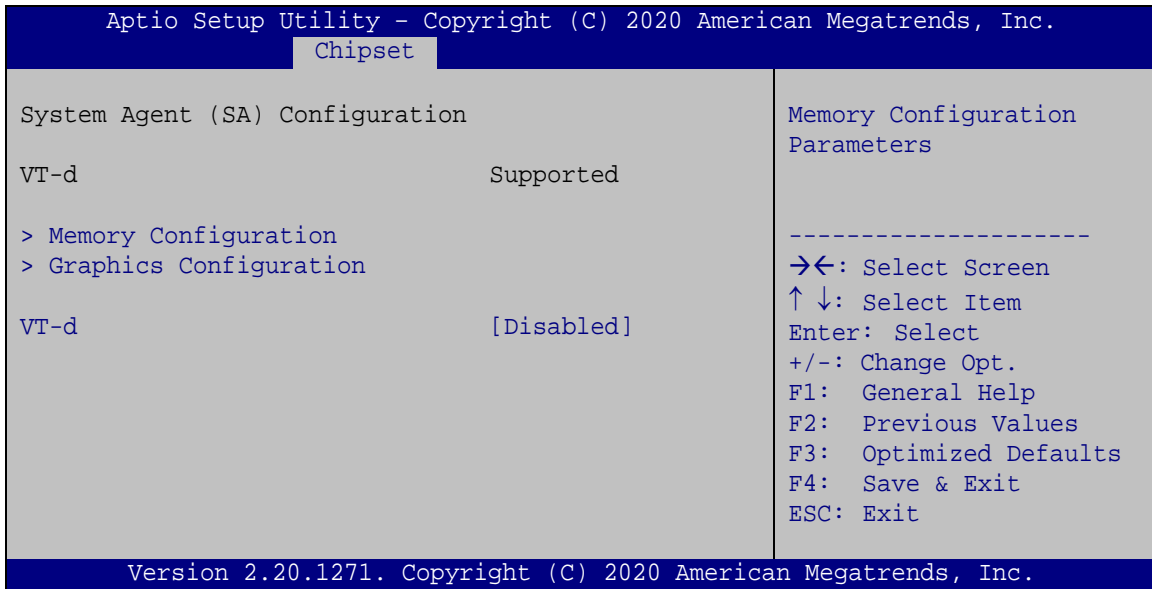 Aptio Setup Utility – Copyright (C) 2020 American Megatrends, Inc.
Chipset
System Agent (SA) Configuration
VT-d Supported
> Memory Configuration
> Graphics Configuration
VT-d [Disabled]
Memory Configuration
Parameters
---------------------
→←: Select Screen
↑ ↓: Select Item
Enter: Select
+/-: Change Opt.
F1: General Help
F2: Previous Values
F3: Optimized Defaults
F4: Save & Exit
ESC: Exit
Version 2.20.1271. Copyright (C) 2020 American Megatrends, Inc.